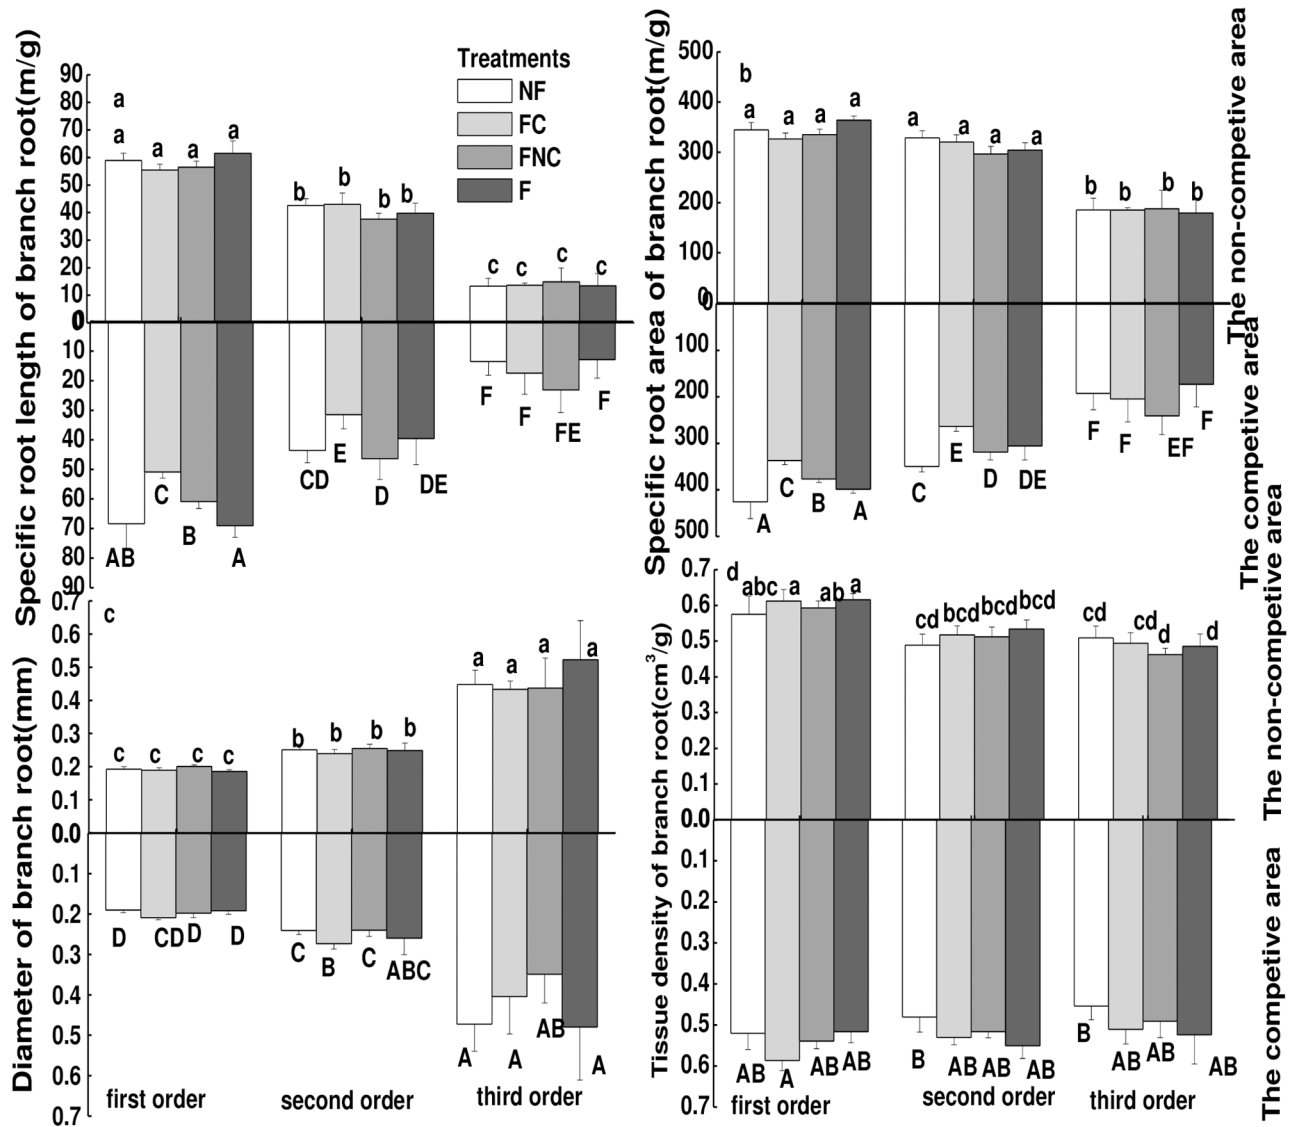 Specific root length of branch root(m/g)
90
80
70
60
50
40
30
20
10
0
10
20
30
40
50
60
70
80
90
a
a a a a
b b b b
c c c c
AB C B A
CD E D DE
F F FE F
Treatments
NF
FC
FNC
F
Specific root area of branch root(m/g)
500
400
300
200
100
0
100
200
300
400
500
b
a a a a
a a a a
b b b b
A C B A
C E D DE
F F EF F
The non-competive area
The competive area
Diameter of branch root(mm)
0.7
0.6
0.5
0.4
0.3
0.2
0.1
0.0
0.1
0.2
0.3
0.4
0.5
0.6
0.7
c
c c c c
b b b b
a a a a
D CD D D
C B C ABC
A A AB A
first order
second order
third order
Tissue density of branch root(cm³/g)
0.7
0.6
0.5
0.4
0.3
0.2
0.1
0.0
0.1
0.2
0.3
0.4
0.5
0.6
0.7
d
abc a ab a
cd bcd bcd bcd
cd cd d d
AB A AB AB
B AB AB AB
B AB AB AB
first order
second order
third order
The non-competive area
The competive area